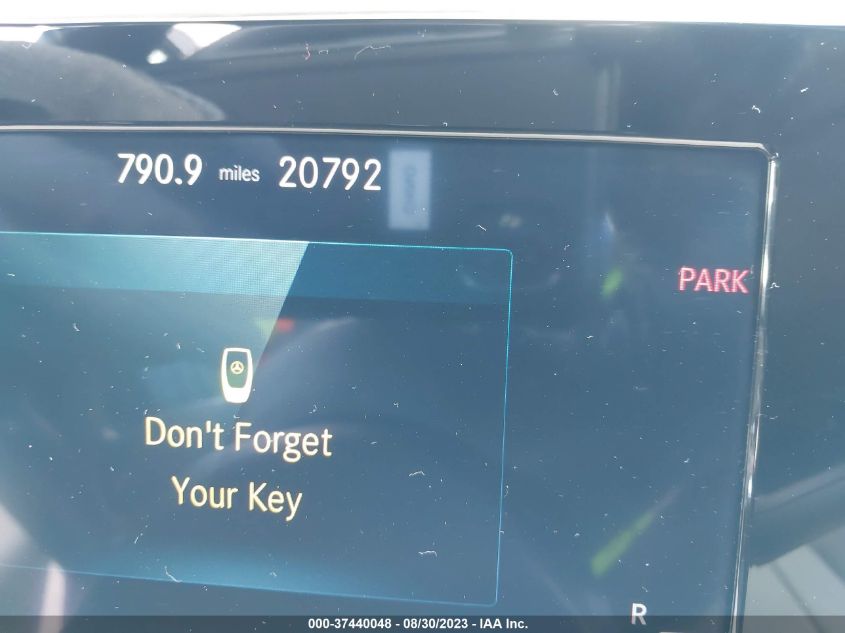 790.9 miles 20792
PARK
Don't Forget
Your Key
R
000-37440048 - 08/30/2023 - IAA Inc.